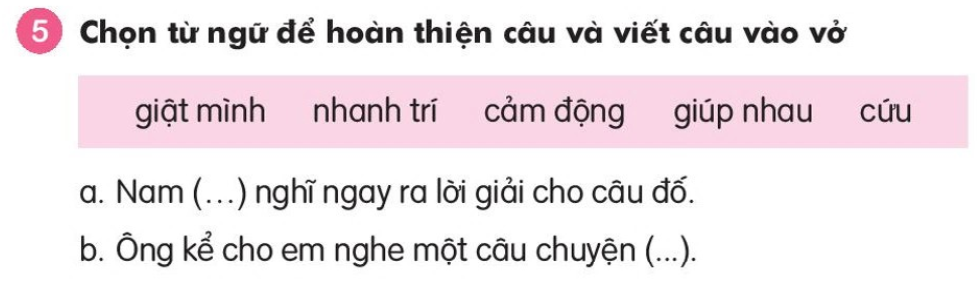 5 Chọn từ ngữ để hoàn thiện câu và viết câu vào vở
giật mình nhanh trí cảm động giúp nhau cứu
a. Nam (...) nghĩ ngay ra lời giải cho câu đố.
b. Ông kể cho em nghe một câu chuyện (...).